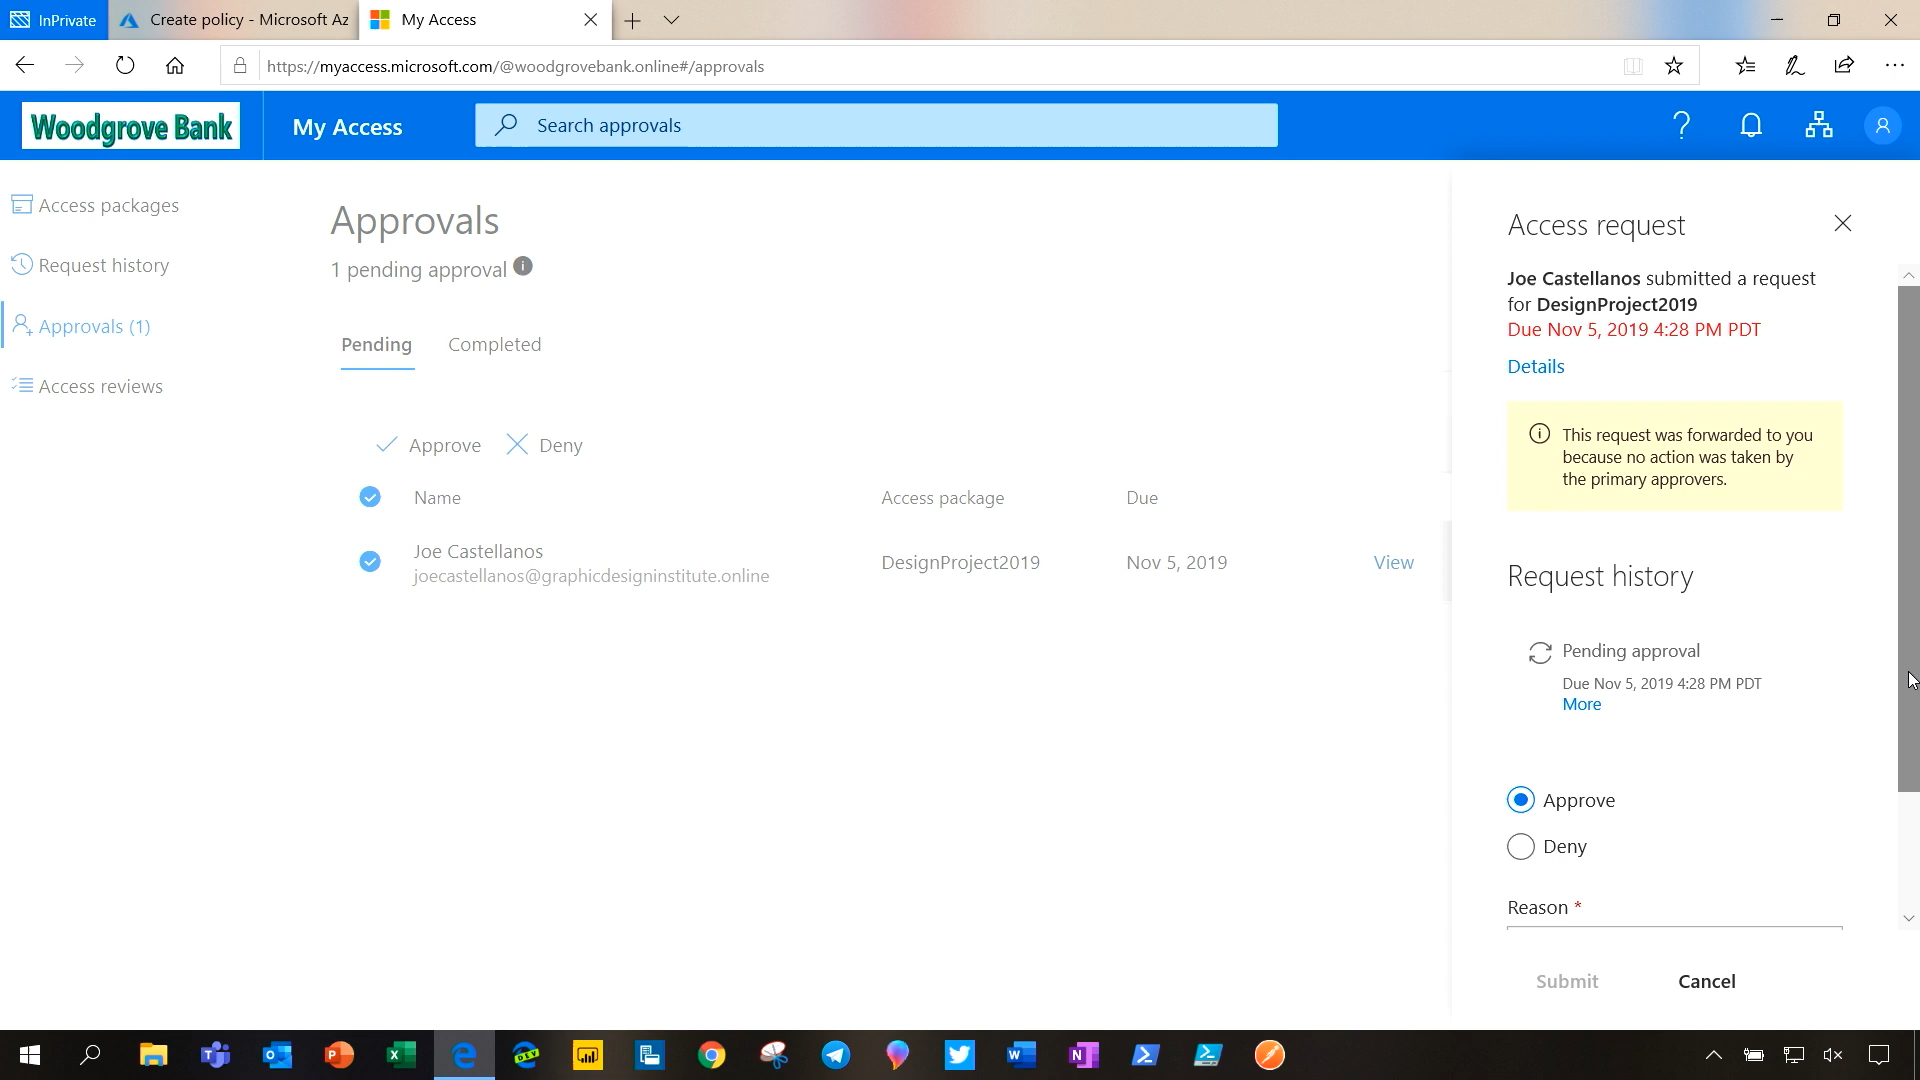 InPrivate
Create policy - Microsoft Az
My Access
https://myaccess.microsoft.com/@woodgrovebank.online#/approvals
Woodgrove Bank
My Access
Search approvals
Access packages
Request history
Approvals (1)
Access reviews
Approvals
1 pending approval
Pending
Completed
Approve
Deny
Name
Access package
Due
Joe Castellanos
joecastellanos@graphicdesigninstitute.online
DesignProject2019
Nov 5, 2019
View
Access request
Joe Castellanos submitted a request
for DesignProject2019
Due Nov 5, 2019 4:28 PM PDT
Details
This request was forwarded to you
because no action was taken by
the primary approvers.
Request history
Pending approval
Due Nov 5, 2019 4:28 PM PDT
More
Approve
Deny
Reason *
Submit
Cancel